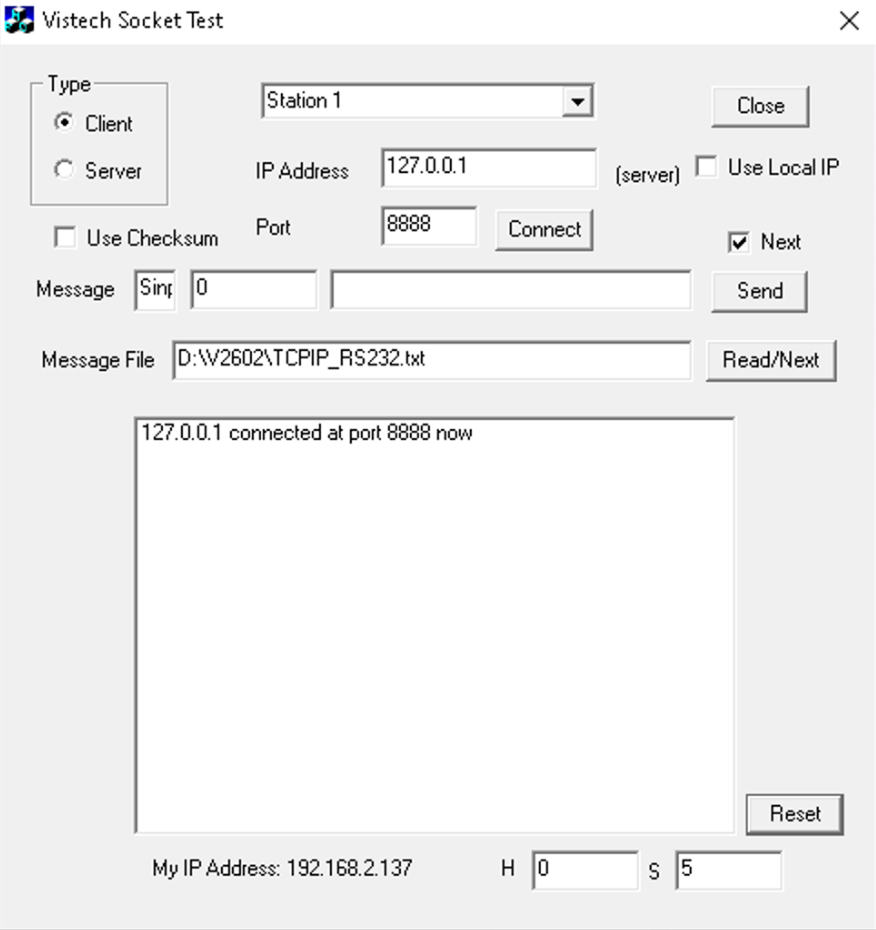 Vistech Socket Test
Type
Client
Server
Station 1
Close
IP Address 127.0.0.1 (server) Use Local IP
Use Checksum
Port 8888 Connect
Next
Message 0 Send
Message File D:\V2602\TCPIP_RS232.txt Read/Next
127.0.0.1 connected at port 8888 now
Reset
My IP Address: 192.168.2.137 H 0 S 5